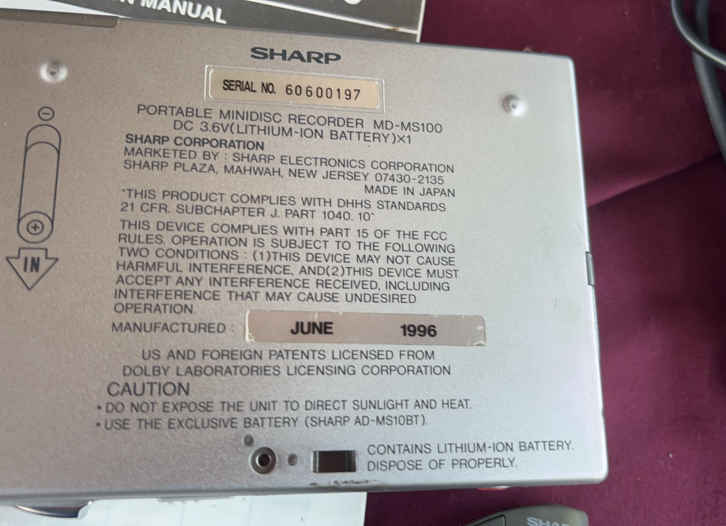 N MANUAL
SHARP
SERIAL NO. 60600197
PORTABLE MINIDISC RECORDER MD-MS100
DC 3.6V(LITHIUM-ION BATTERY)×1
SHARP CORPORATION
MARKETED BY : SHARP ELECTRONICS CORPORATION
SHARP PLAZA, MAHWAH, NEW JERSEY 07430-2135
MADE IN JAPAN
"THIS PRODUCT COMPLIES WITH DHHS STANDARDS
21 CFR. SUBCHAPTER J. PART 1040. 10"
THIS DEVICE COMPLIES WITH PART 15 OF THE FCC
RULES. OPERATION IS SUBJECT TO THE FOLLOWING
TWO CONDITIONS : (1)THIS DEVICE MAY NOT CAUSE
HARMFUL INTERFERENCE, AND(2)THIS DEVICE MUST
ACCEPT ANY INTERFERENCE RECEIVED, INCLUDING
INTERFERENCE THAT MAY CAUSE UNDESIRED
OPERATION.
MANUFACTURED : JUNE 1996
US AND FOREIGN PATENTS LICENSED FROM
DOLBY LABORATORIES LICENSING CORPORATION
CAUTION
• DO NOT EXPOSE THE UNIT TO DIRECT SUNLIGHT AND HEAT.
• USE THE EXCLUSIVE BATTERY (SHARP AD-MS10BT).
CONTAINS LITHIUM-ION BATTERY.
DISPOSE OF PROPERLY.
IN
SHARP